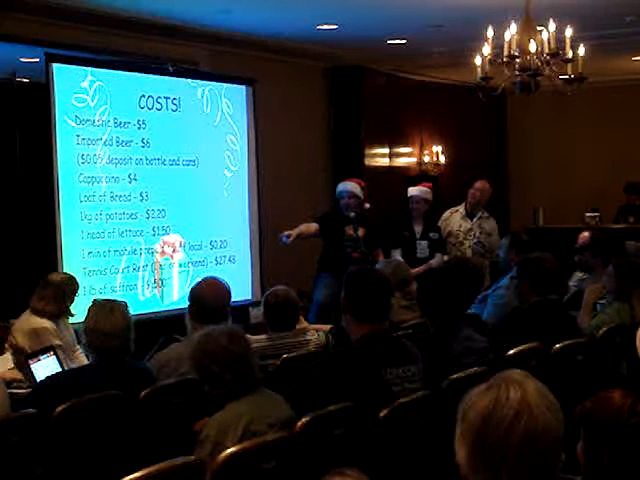 COSTS!
Domestic Beer - $5
Imported Beer - $6
($0.05 deposit on bottle and cans)
Cappuccino - $4
Loaf of Bread - $3
1kg of potatoes - $2.20
1 head of lettuce - $1.50
1 min of mobile local - $0.20
Tennis Court Rent weekend) - $27.48
1 lb of saffron